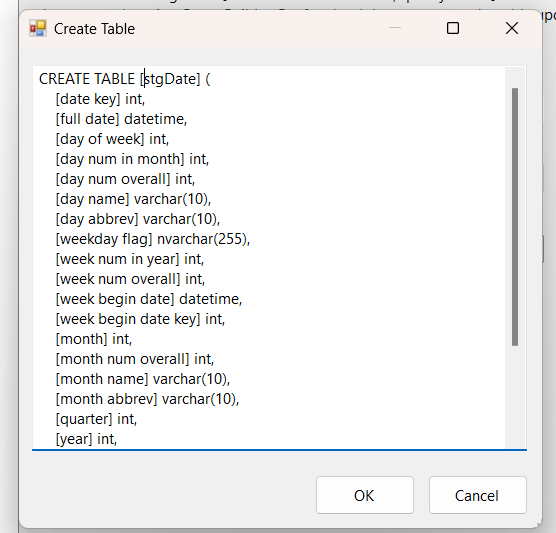 Create Table
CREATE TABLE [stgDate] (
[date key] int,
[full date] datetime,
[day of week] int,
[day num in month] int,
[day num overall] int,
[day name] varchar(10),
[day abbrev] varchar(10),
[weekday flag] nvarchar(255),
[week num in year] int,
[week num overall] int,
[week begin date] datetime,
[week begin date key] int,
[month] int,
[month num overall] int,
[month name] varchar(10),
[month abbrev] varchar(10),
[quarter] int,
[year] int,
OK
Cancel